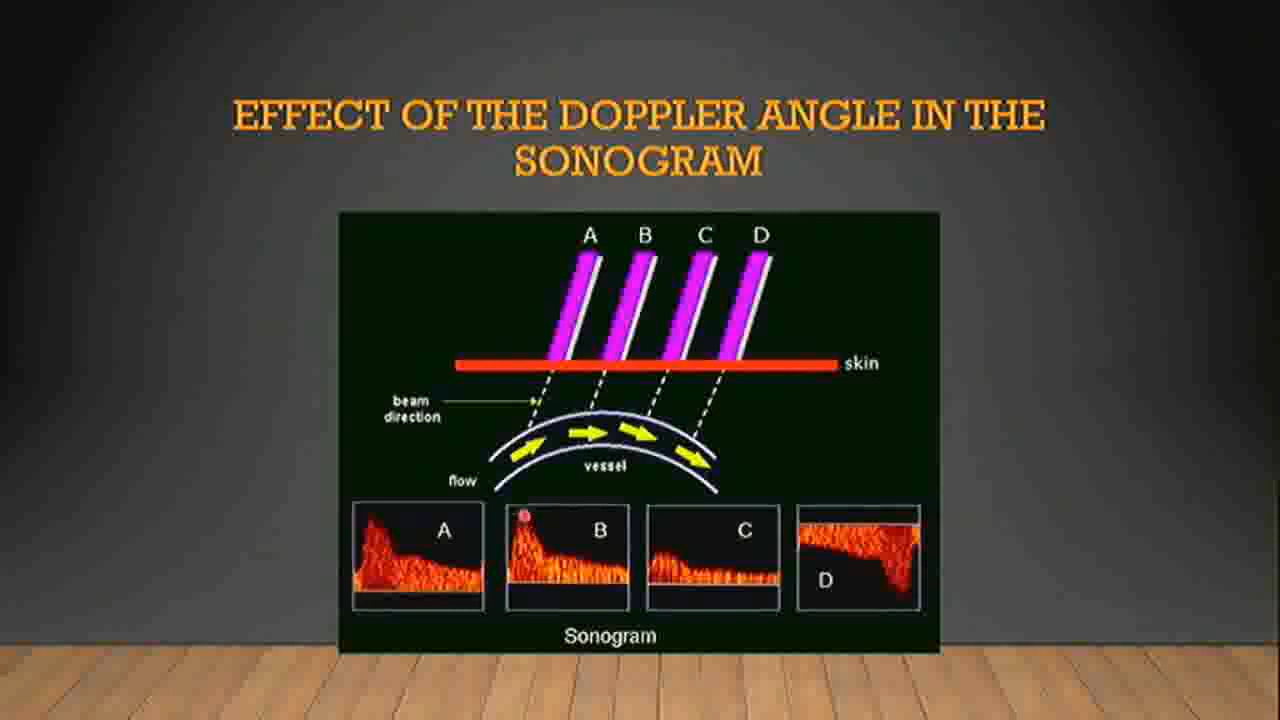 EFFECT OF THE DOPPLER ANGLE IN THE
SONOGRAM
A B C D
skin
beam
direction
vessel
flow
A B C D
Sonogram